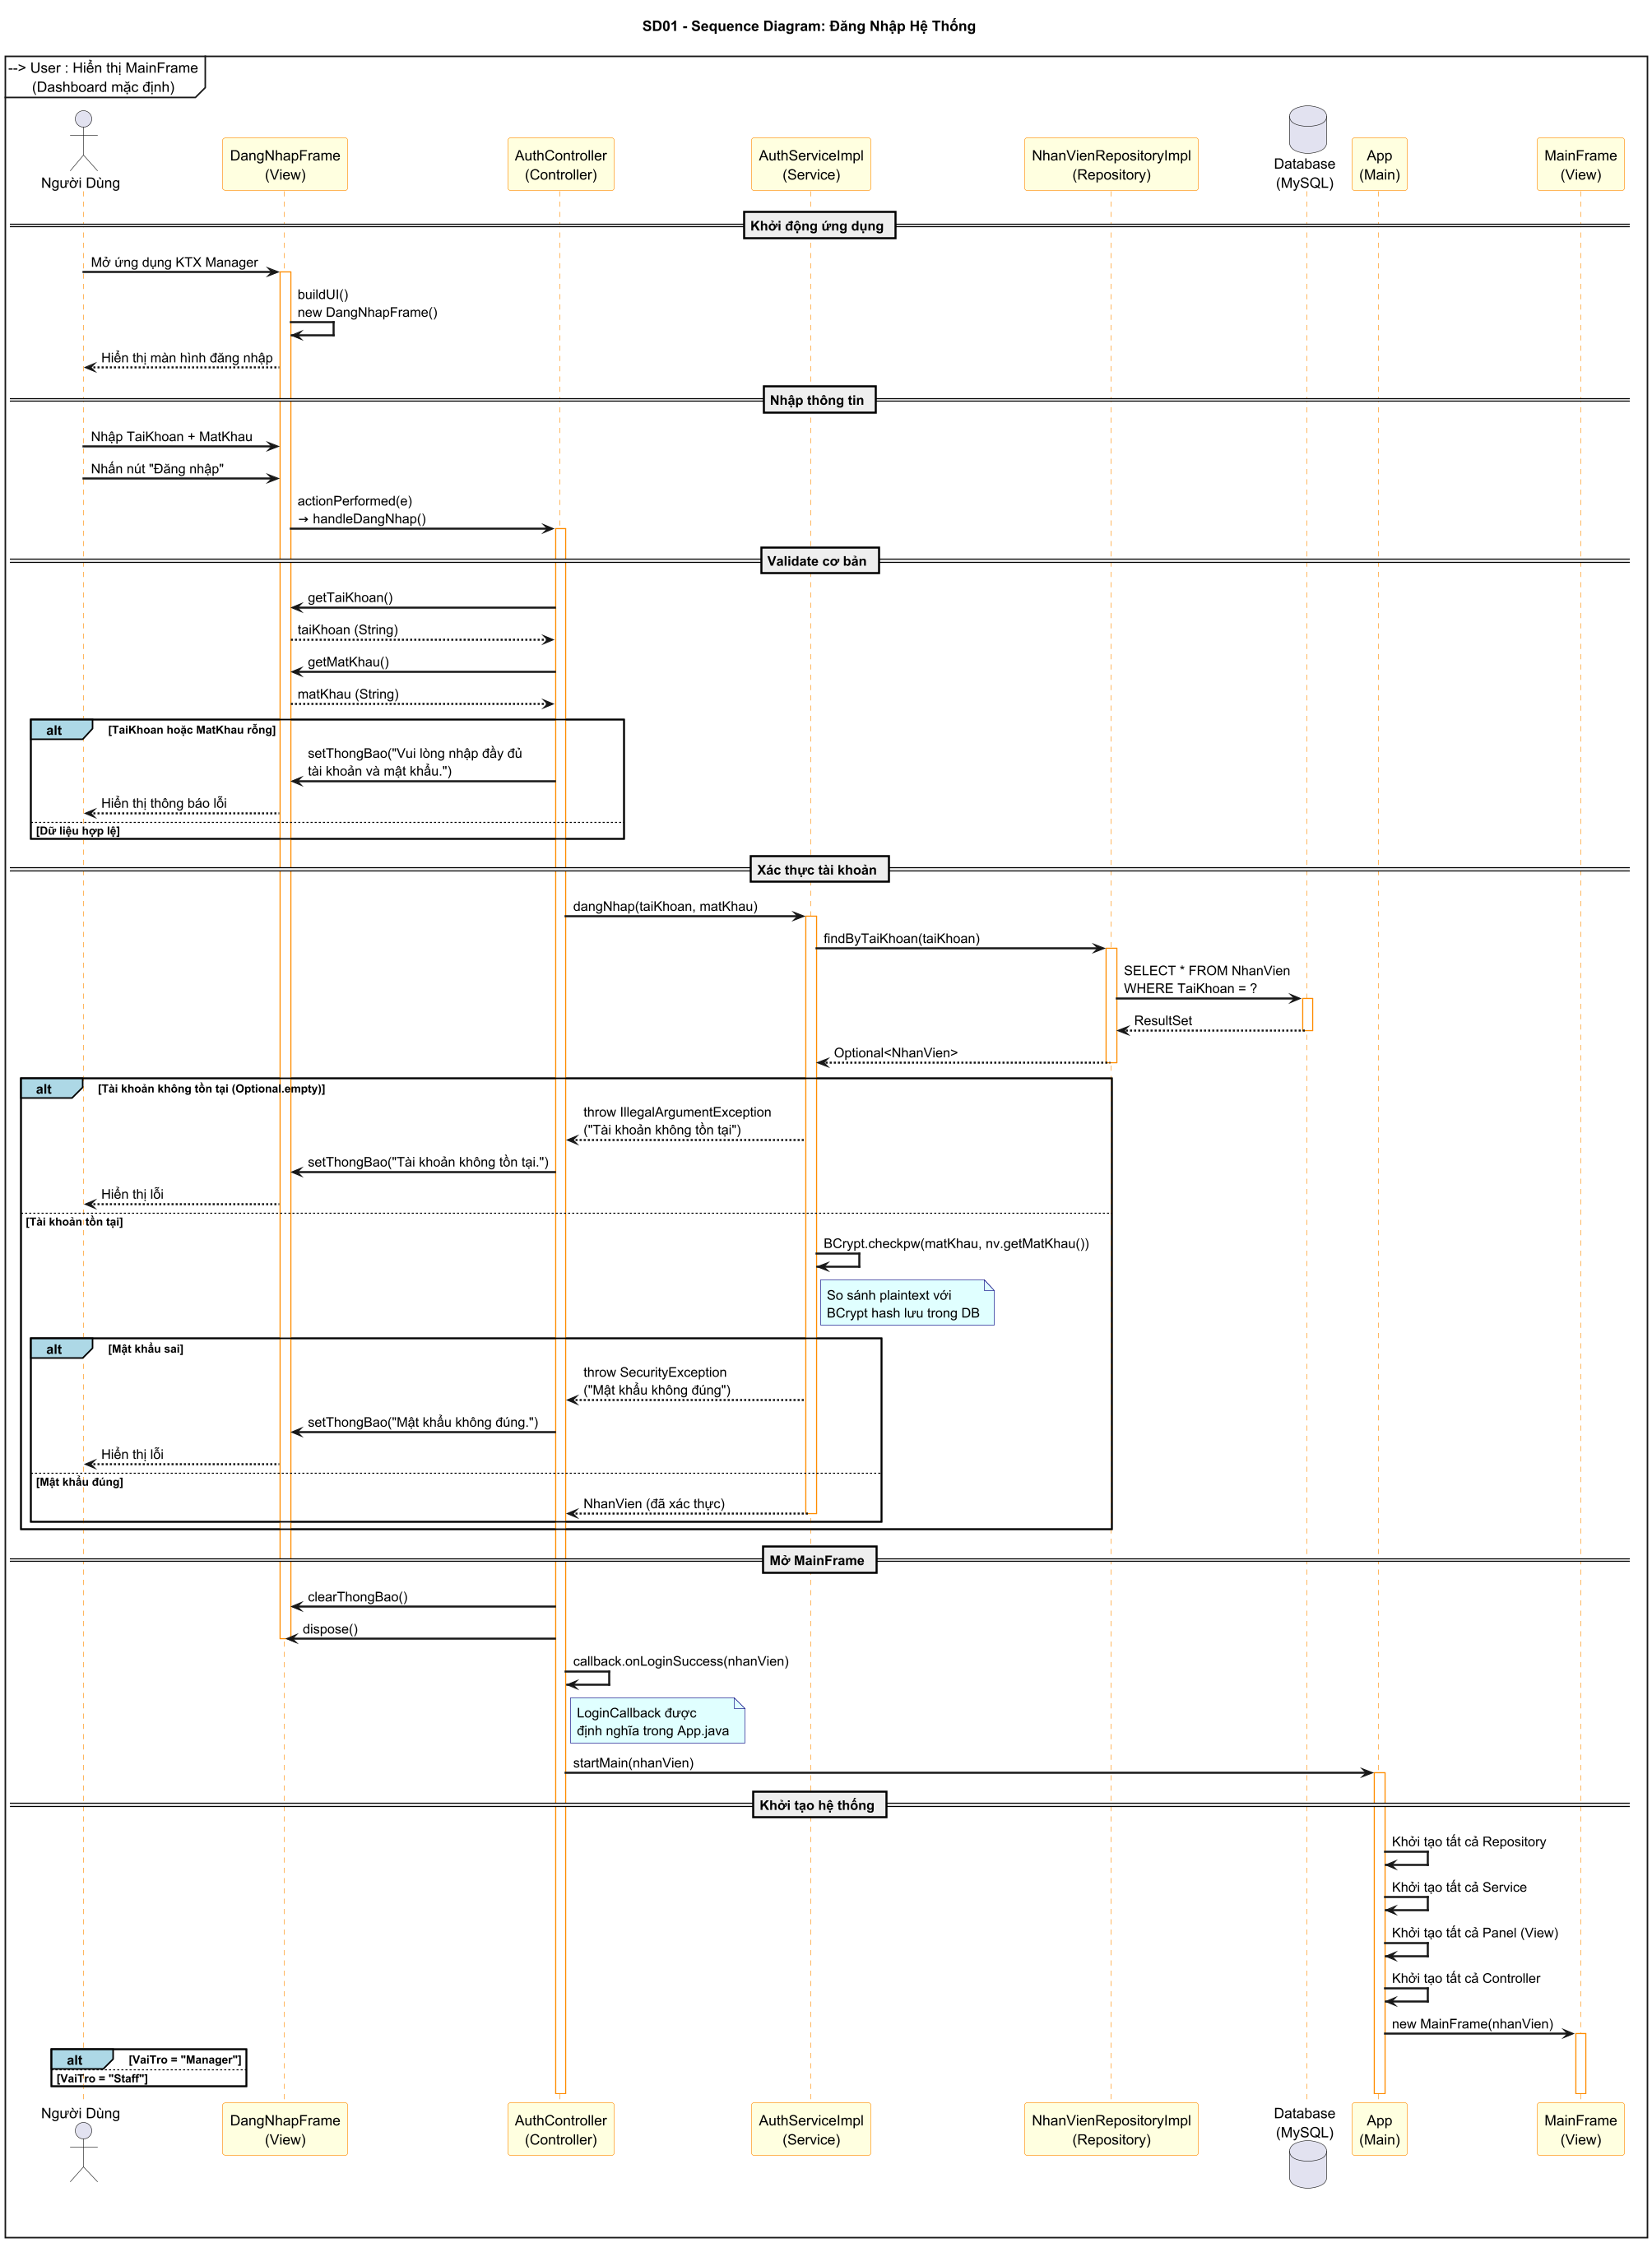 SD01 - Sequence Diagram: Đăng Nhập Hệ Thống
--> User : Hiển thị MainFrame
(Dashboard mặc định)
Người Dùng
DangNhapFrame
(View)
AuthController
(Controller)
AuthServiceImpl
(Service)
NhanVienRepositoryImpl
(Repository)
Database
(MySQL)
App
(Main)
MainFrame
(View)
Khởi động ứng dụng
Mở ứng dụng KTX Manager
buildUI()
new DangNhapFrame()
Hiển thị màn hình đăng nhập
Nhập thông tin
Nhập TaiKhoan + MatKhau
Nhấn nút "Đăng nhập"
actionPerformed(e)
→ handleDangNhap()
Validate cơ bản
getTaiKhoan()
taiKhoan (String)
getMatKhau()
matKhau (String)
alt [TaiKhoan hoặc MatKhau rỗng]
setThongBao("Vui lòng nhập đầy đủ
tài khoản và mật khẩu.")
Hiển thị thông báo lỗi
[Dữ liệu hợp lệ]
Xác thực tài khoản
dangNhap(taiKhoan, matKhau)
findByTaiKhoan(taiKhoan)
SELECT * FROM NhanVien
WHERE TaiKhoan = ?
ResultSet
Optional<NhanVien>
alt [Tài khoản không tồn tại (Optional.empty)]
throw IllegalArgumentException
("Tài khoản không tồn tại")
setThongBao("Tài khoản không tồn tại.")
Hiển thị lỗi
[Tài khoản tồn tại]
BCrypt.checkpw(matKhau, nv.getMatKhau())
So sánh plaintext với
BCrypt hash lưu trong DB
alt [Mật khẩu sai]
throw SecurityException
("Mật khẩu không đúng")
setThongBao("Mật khẩu không đúng.")
Hiển thị lỗi
[Mật khẩu đúng]
NhanVien (đã xác thực)
Mở MainFrame
clearThongBao()
dispose()
callback.onLoginSuccess(nhanVien)
LoginCallback được
định nghĩa trong App.java
startMain(nhanVien)
Khởi tạo hệ thống
Khởi tạo tất cả Repository
Khởi tạo tất cả Service
Khởi tạo tất cả Panel (View)
Khởi tạo tất cả Controller
new MainFrame(nhanVien)
alt [VaiTro = "Manager"]
[VaiTro = "Staff"]
Người Dùng
DangNhapFrame
(View)
AuthController
(Controller)
AuthServiceImpl
(Service)
NhanVienRepositoryImpl
(Repository)
Database
(MySQL)
App
(Main)
MainFrame
(View)